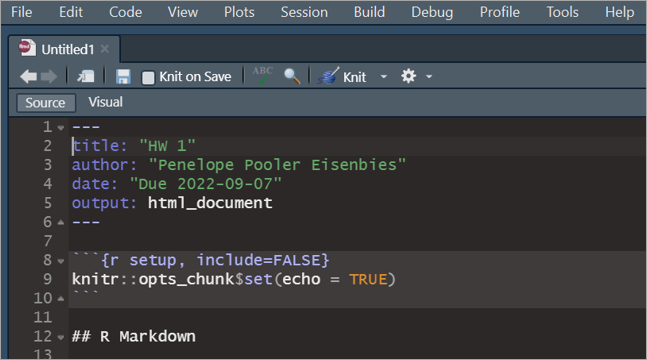 File Edit Code View Plots Session Build Debug Profile Tools Help
Rmd Untitled1 ×
Knit on Save ABC Knit
Source Visual
1 ---
2 title: "HW 1"
3 author: "Penelope Pooler Eisenbies"
4 date: "Due 2022-09-07"
5 output: html_document
6 ---
7
8 ```{r setup, include=FALSE}
9 knitr::opts_chunk$set(echo = TRUE)
10 ```
11
12 ## R Markdown
13